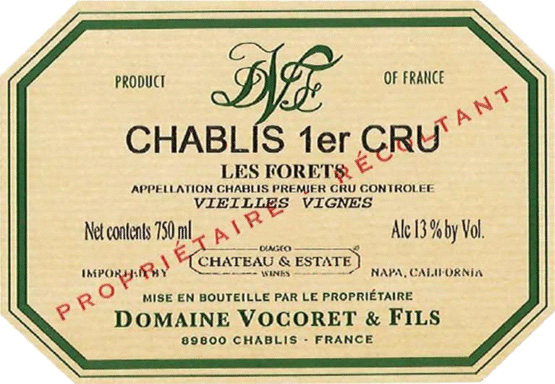 DVF
PRODUCT OF FRANCE
CHABLIS 1er CRU
LES FORETS
APPELLATION CHABLIS PREMIER CRU CONTROLEE
VIEILLES VIGNES
PROPRIÉTAIRE - RÉCOLTANT
Net contents 750 ml Alc 13 % by Vol.
DIAGEO
CHATEAU & ESTATE
WINES
IMPORTED BY NAPA, CALIFORNIA
MISE EN BOUTEILLE PAR LE PROPRIÉTAIRE
DOMAINE VOCORET & FILS
89800 CHABLIS - FRANCE